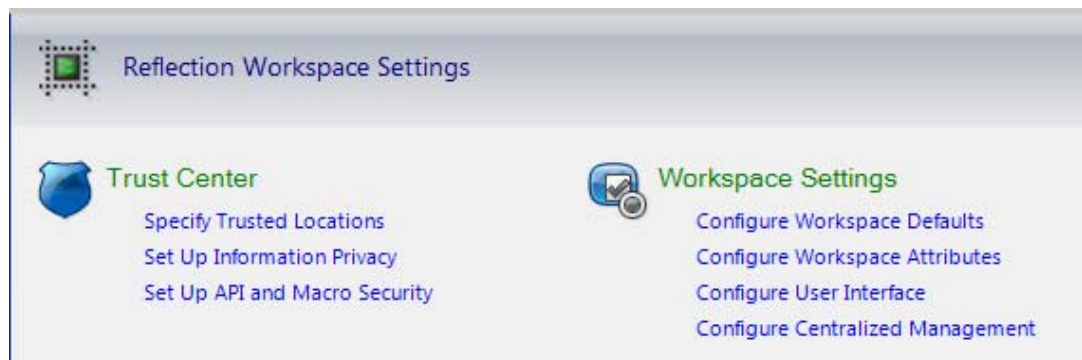 Reflection Workspace Settings
Trust Center
Specify Trusted Locations
Set Up Information Privacy
Set Up API and Macro Security
Workspace Settings
Configure Workspace Defaults
Configure Workspace Attributes
Configure User Interface
Configure Centralized Management